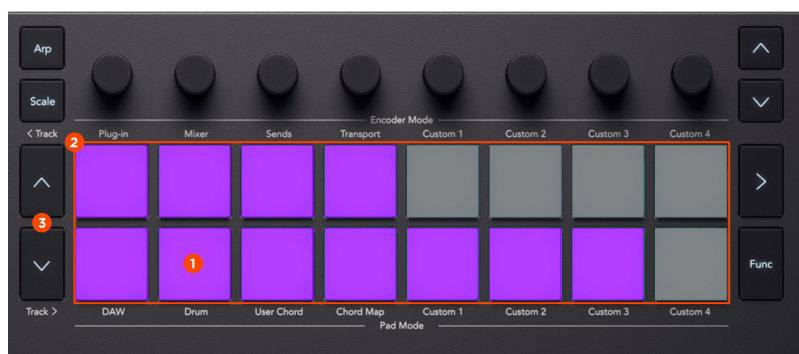 Arp
Scale
Encoder Mode
< Track Plug-in Mixer Sends Transport Custom 1 Custom 2 Custom 3 Custom 4
2
3
1
Func
Track > DAW Drum User Chord Chord Map Custom 1 Custom 2 Custom 3 Custom 4
Pad Mode